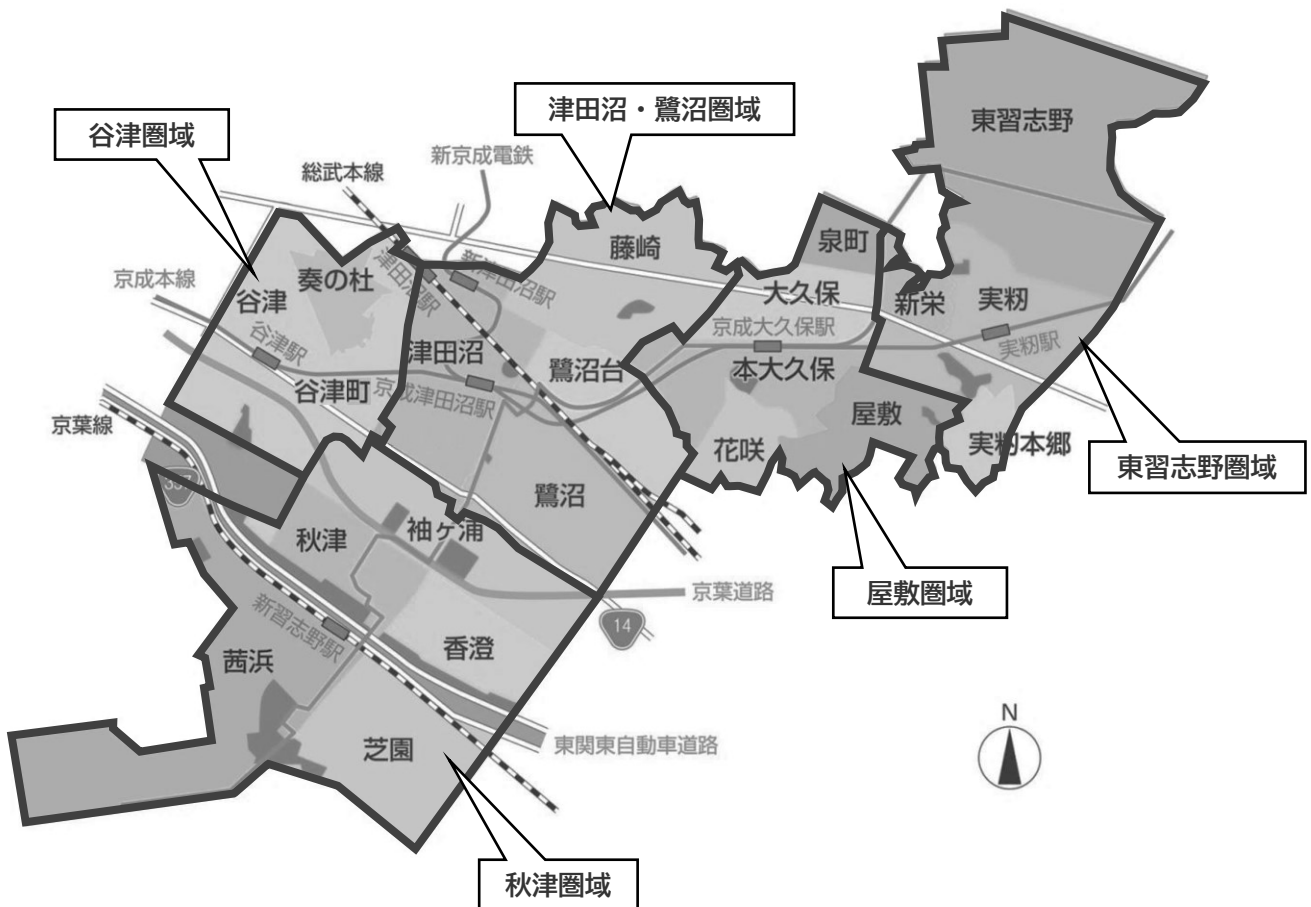 津田沼・鷺沼圏域
谷津圏域
東習志野
新京成電鉄
総武本線
泉町
藤崎
津田沼駅
新津田沼駅
奏の杜
京成本線
谷津
大久保
新栄
実籾
京成大久保駅
実籾駅
谷津駅
津田沼
鷺沼台
本大久保
谷津町
京成津田沼駅
屋敷
京葉線
花咲
実籾本郷
東習志野圏域
357
鷺沼
秋津
袖ヶ浦
京葉道路
屋敷圏域
14
新習志野駅
香澄
茜浜
N
芝園
東関東自動車道路
秋津圏域